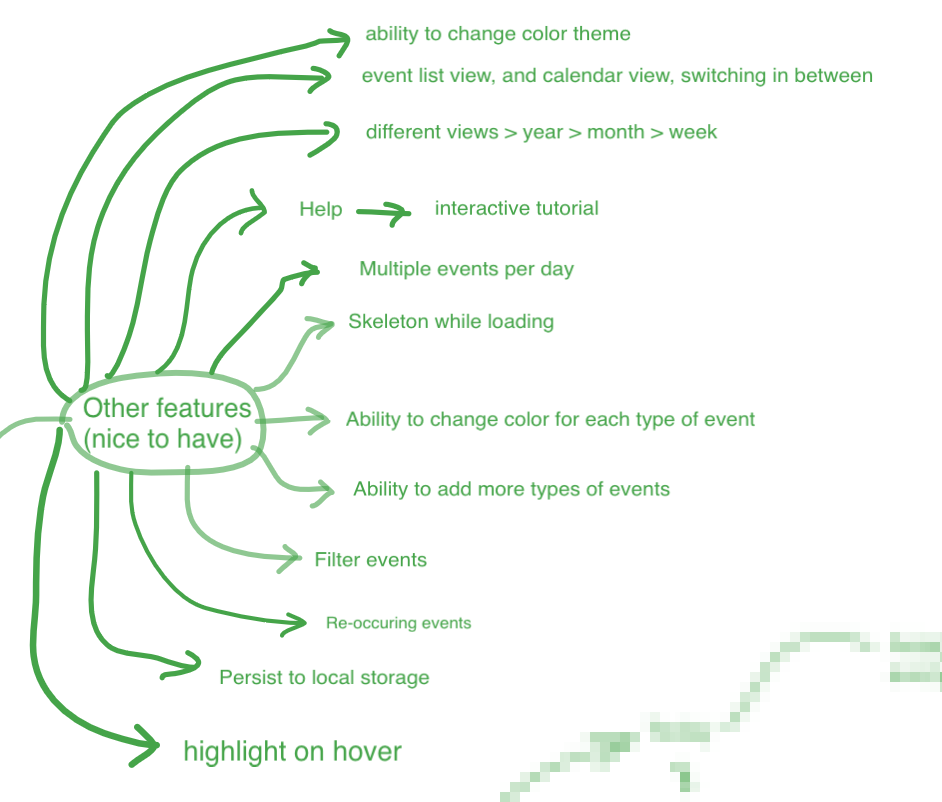 ability to change color theme
event list view, and calendar view, switching in between
different views > year > month > week
Help
interactive tutorial
Multiple events per day
Skeleton while loading
Other features
(nice to have)
Ability to change color for each type of event
Ability to add more types of events
Filter events
Re-occuring events
Persist to local storage
highlight on hover